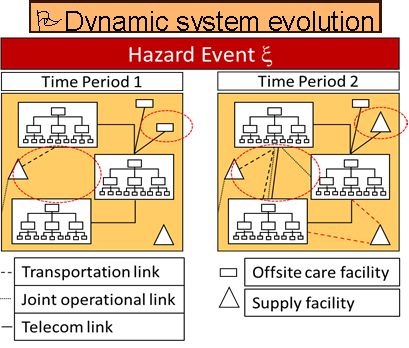 Dynamic system evolution
Hazard Event ξ
Time Period 1
Time Period 2
Transportation link
Joint operational link
Telecom link
Offsite care facility
Supply facility